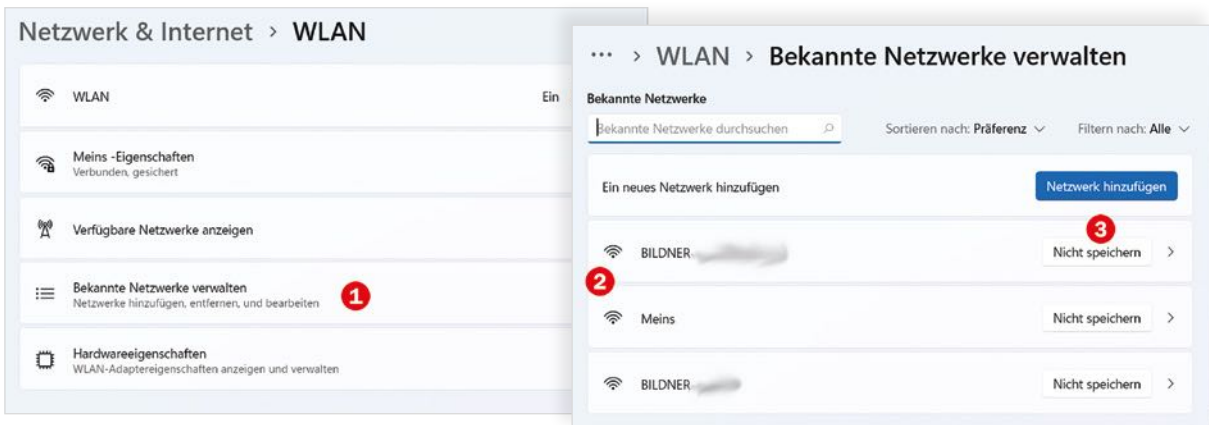 Netzwerk & Internet > WLAN
WLAN Ein
Meins -Eigenschaften
Verbunden, gesichert
Verfügbare Netzwerke anzeigen
Bekannte Netzwerke verwalten
Netzwerke hinzufügen, entfernen, und bearbeiten
1
Hardwareeigenschaften
WLAN-Adaptereigenschaften anzeigen und verwalten
... > WLAN > Bekannte Netzwerke verwalten
Bekannte Netzwerke
Bekannte Netzwerke durchsuchen Sortieren nach: Präferenz Filtern nach: Alle
Ein neues Netzwerk hinzufügen Netzwerk hinzufügen
3
BILDNER Nicht speichern >
2
Meins Nicht speichern >
BILDNER Nicht speichern >